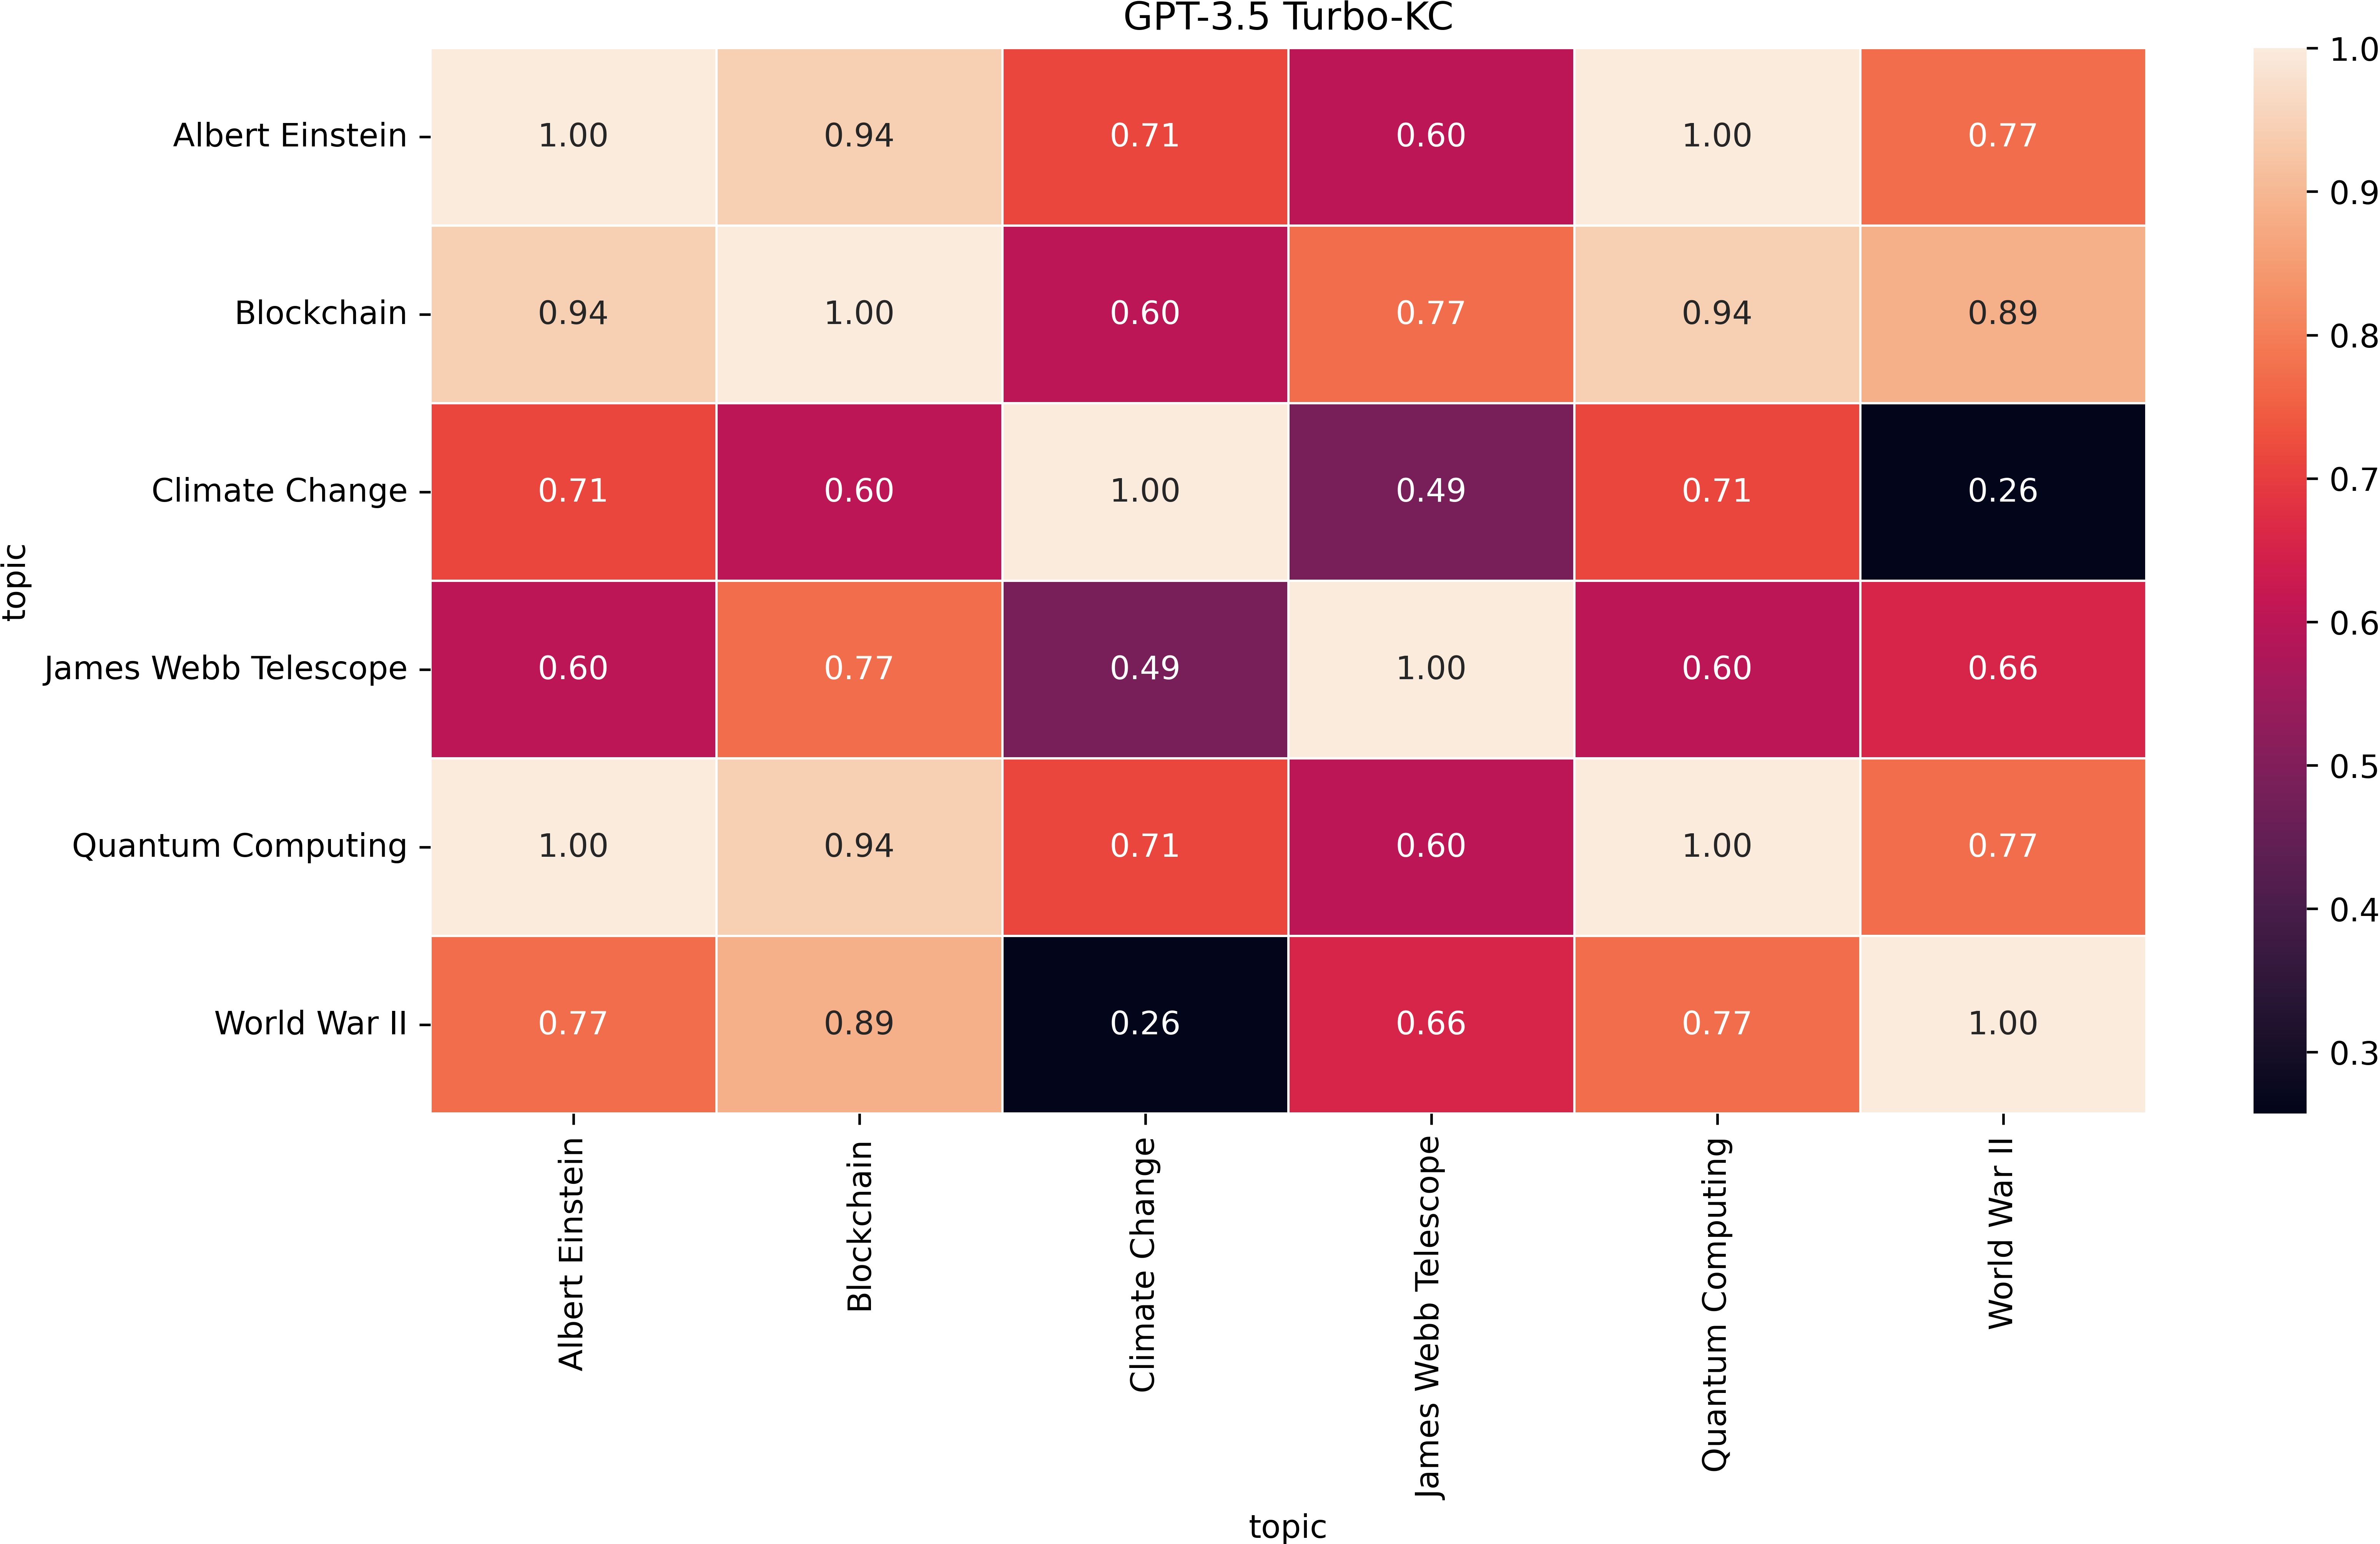 GPT-3.5 Turbo-KC
Albert Einstein 1.00 0.94 0.71 0.60 1.00 0.77
Blockchain 0.94 1.00 0.60 0.77 0.94 0.89
Climate Change 0.71 0.60 1.00 0.49 0.71 0.26
James Webb Telescope 0.60 0.77 0.49 1.00 0.60 0.66
Quantum Computing 1.00 0.94 0.71 0.60 1.00 0.77
World War II 0.77 0.89 0.26 0.66 0.77 1.00
topic
Albert Einstein
Blockchain
Climate Change
James Webb Telescope
Quantum Computing
World War II
topic
1.0
0.9
0.8
0.7
0.6
0.5
0.4
0.3